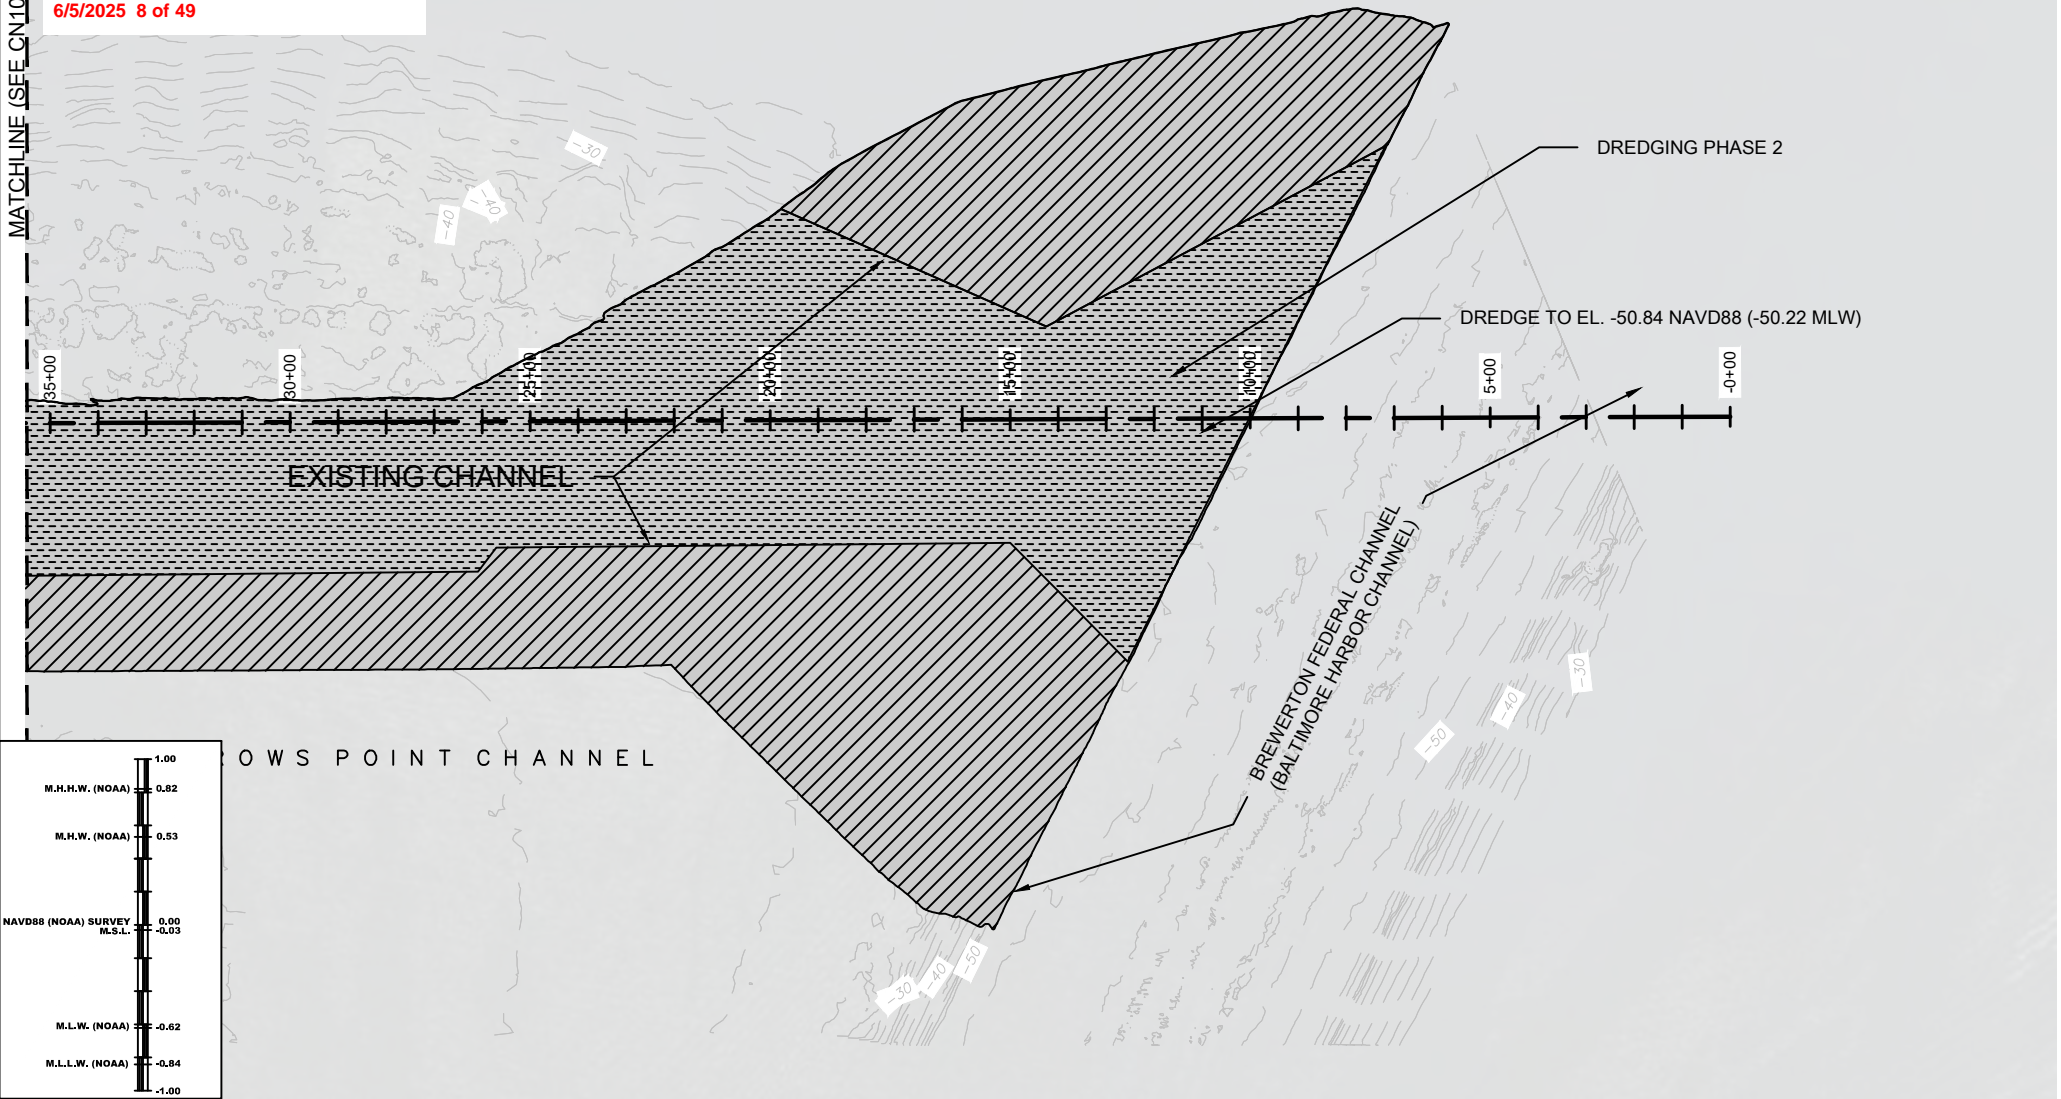 6/5/2025 8 of 49
MATCHLINE (SEE CN10
-30
-40
-40
DREDGING PHASE 2
DREDGE TO EL. -50.84 NAVD88 (-50.22 MLW)
35+00
30+00
25+00
20+00
15+00
10+00
5+00
-0+00
EXISTING CHANNEL
BREWERTON FEDERAL CHANNEL
(BALTIMORE HARBOR CHANNEL)
-30
-40
-50
OWS POINT CHANNEL
-50
-40
-30
1.00
M.H.H.W. (NOAA) 0.82
M.H.W. (NOAA) 0.53
NAVD88 (NOAA) SURVEY 0.00
M.S.L. -0.03
M.L.W. (NOAA) -0.62
M.L.L.W. (NOAA) -0.84
-1.00